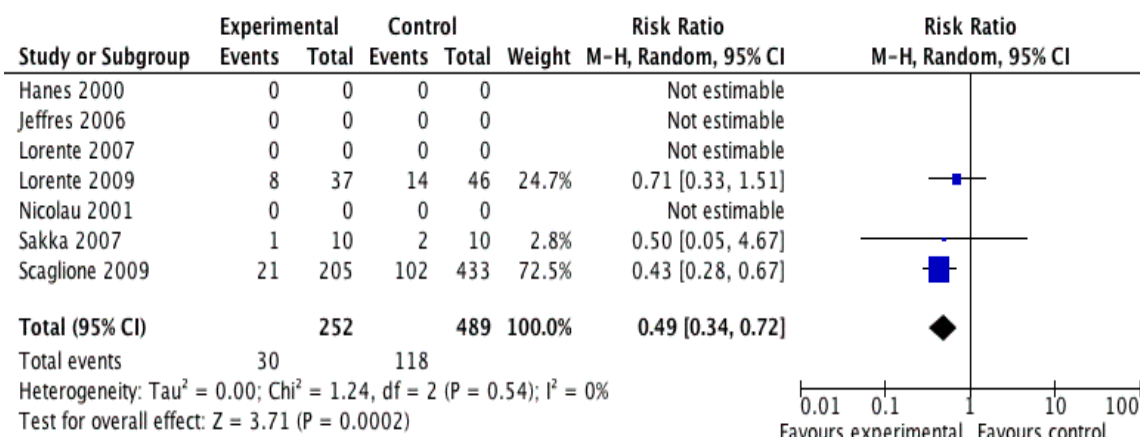 Experimental Control Risk Ratio Risk Ratio
Study or Subgroup Events Total Events Total Weight M-H, Random, 95% CI M-H, Random, 95% CI
Hanes 2000 0 0 0 0 Not estimable
Jeffres 2006 0 0 0 0 Not estimable
Lorente 2007 0 0 0 0 Not estimable
Lorente 2009 8 37 14 46 24.7% 0.71 [0.33, 1.51]
Nicolau 2001 0 0 0 0 Not estimable
Sakka 2007 1 10 2 10 2.8% 0.50 [0.05, 4.67]
Scaglione 2009 21 205 102 433 72.5% 0.43 [0.28, 0.67]
Total (95% CI) 252 489 100.0% 0.49 [0.34, 0.72]
Total events 30 118
Heterogeneity: Tau² = 0.00; Chi² = 1.24, df = 2 (P = 0.54); I² = 0%
Test for overall effect: Z = 3.71 (P = 0.0002)
0.01 0.1 1 10 100
Favours experimental Favours control